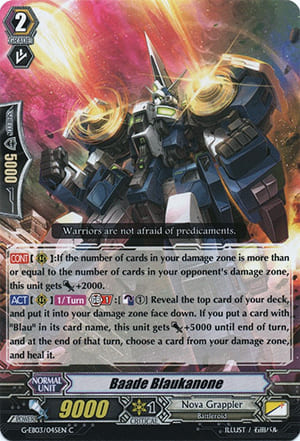 2
GRADE
SHIELD
5000
Warriors are not afraid of predicaments.
CONT [ ]:If the number of cards in your damage zone is more than
or equal to the number of cards in your opponent's damage zone,
this unit gets +2000.
ACT [ ] 1/Turn [ 1 ] Reveal the top card of your deck,
and put it into your damage zone face down. If you put a card with
"Blau" in its card name, this unit gets +5000 until end of turn,
and at the end of that turn, choose a card from your damage zone,
and heal it.
NORMAL
UNIT
Baade Blaukanone
POWER
9000
1
CRITICAL
Nova Grappler
Battleroid
G-EB03/045EN C
ILLUST /